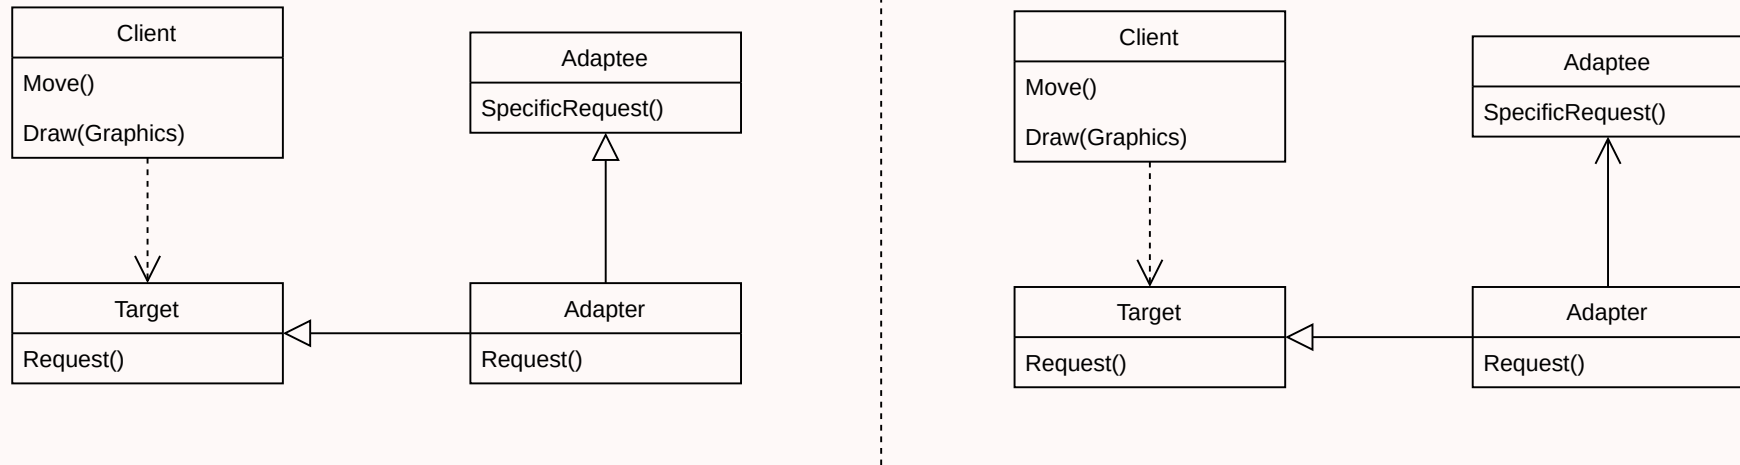 Client
Move()
Draw(Graphics)
Adaptee
SpecificRequest()
Target
Request()
Adapter
Request()
Client
Move()
Draw(Graphics)
Adaptee
SpecificRequest()
Target
Request()
Adapter
Request()